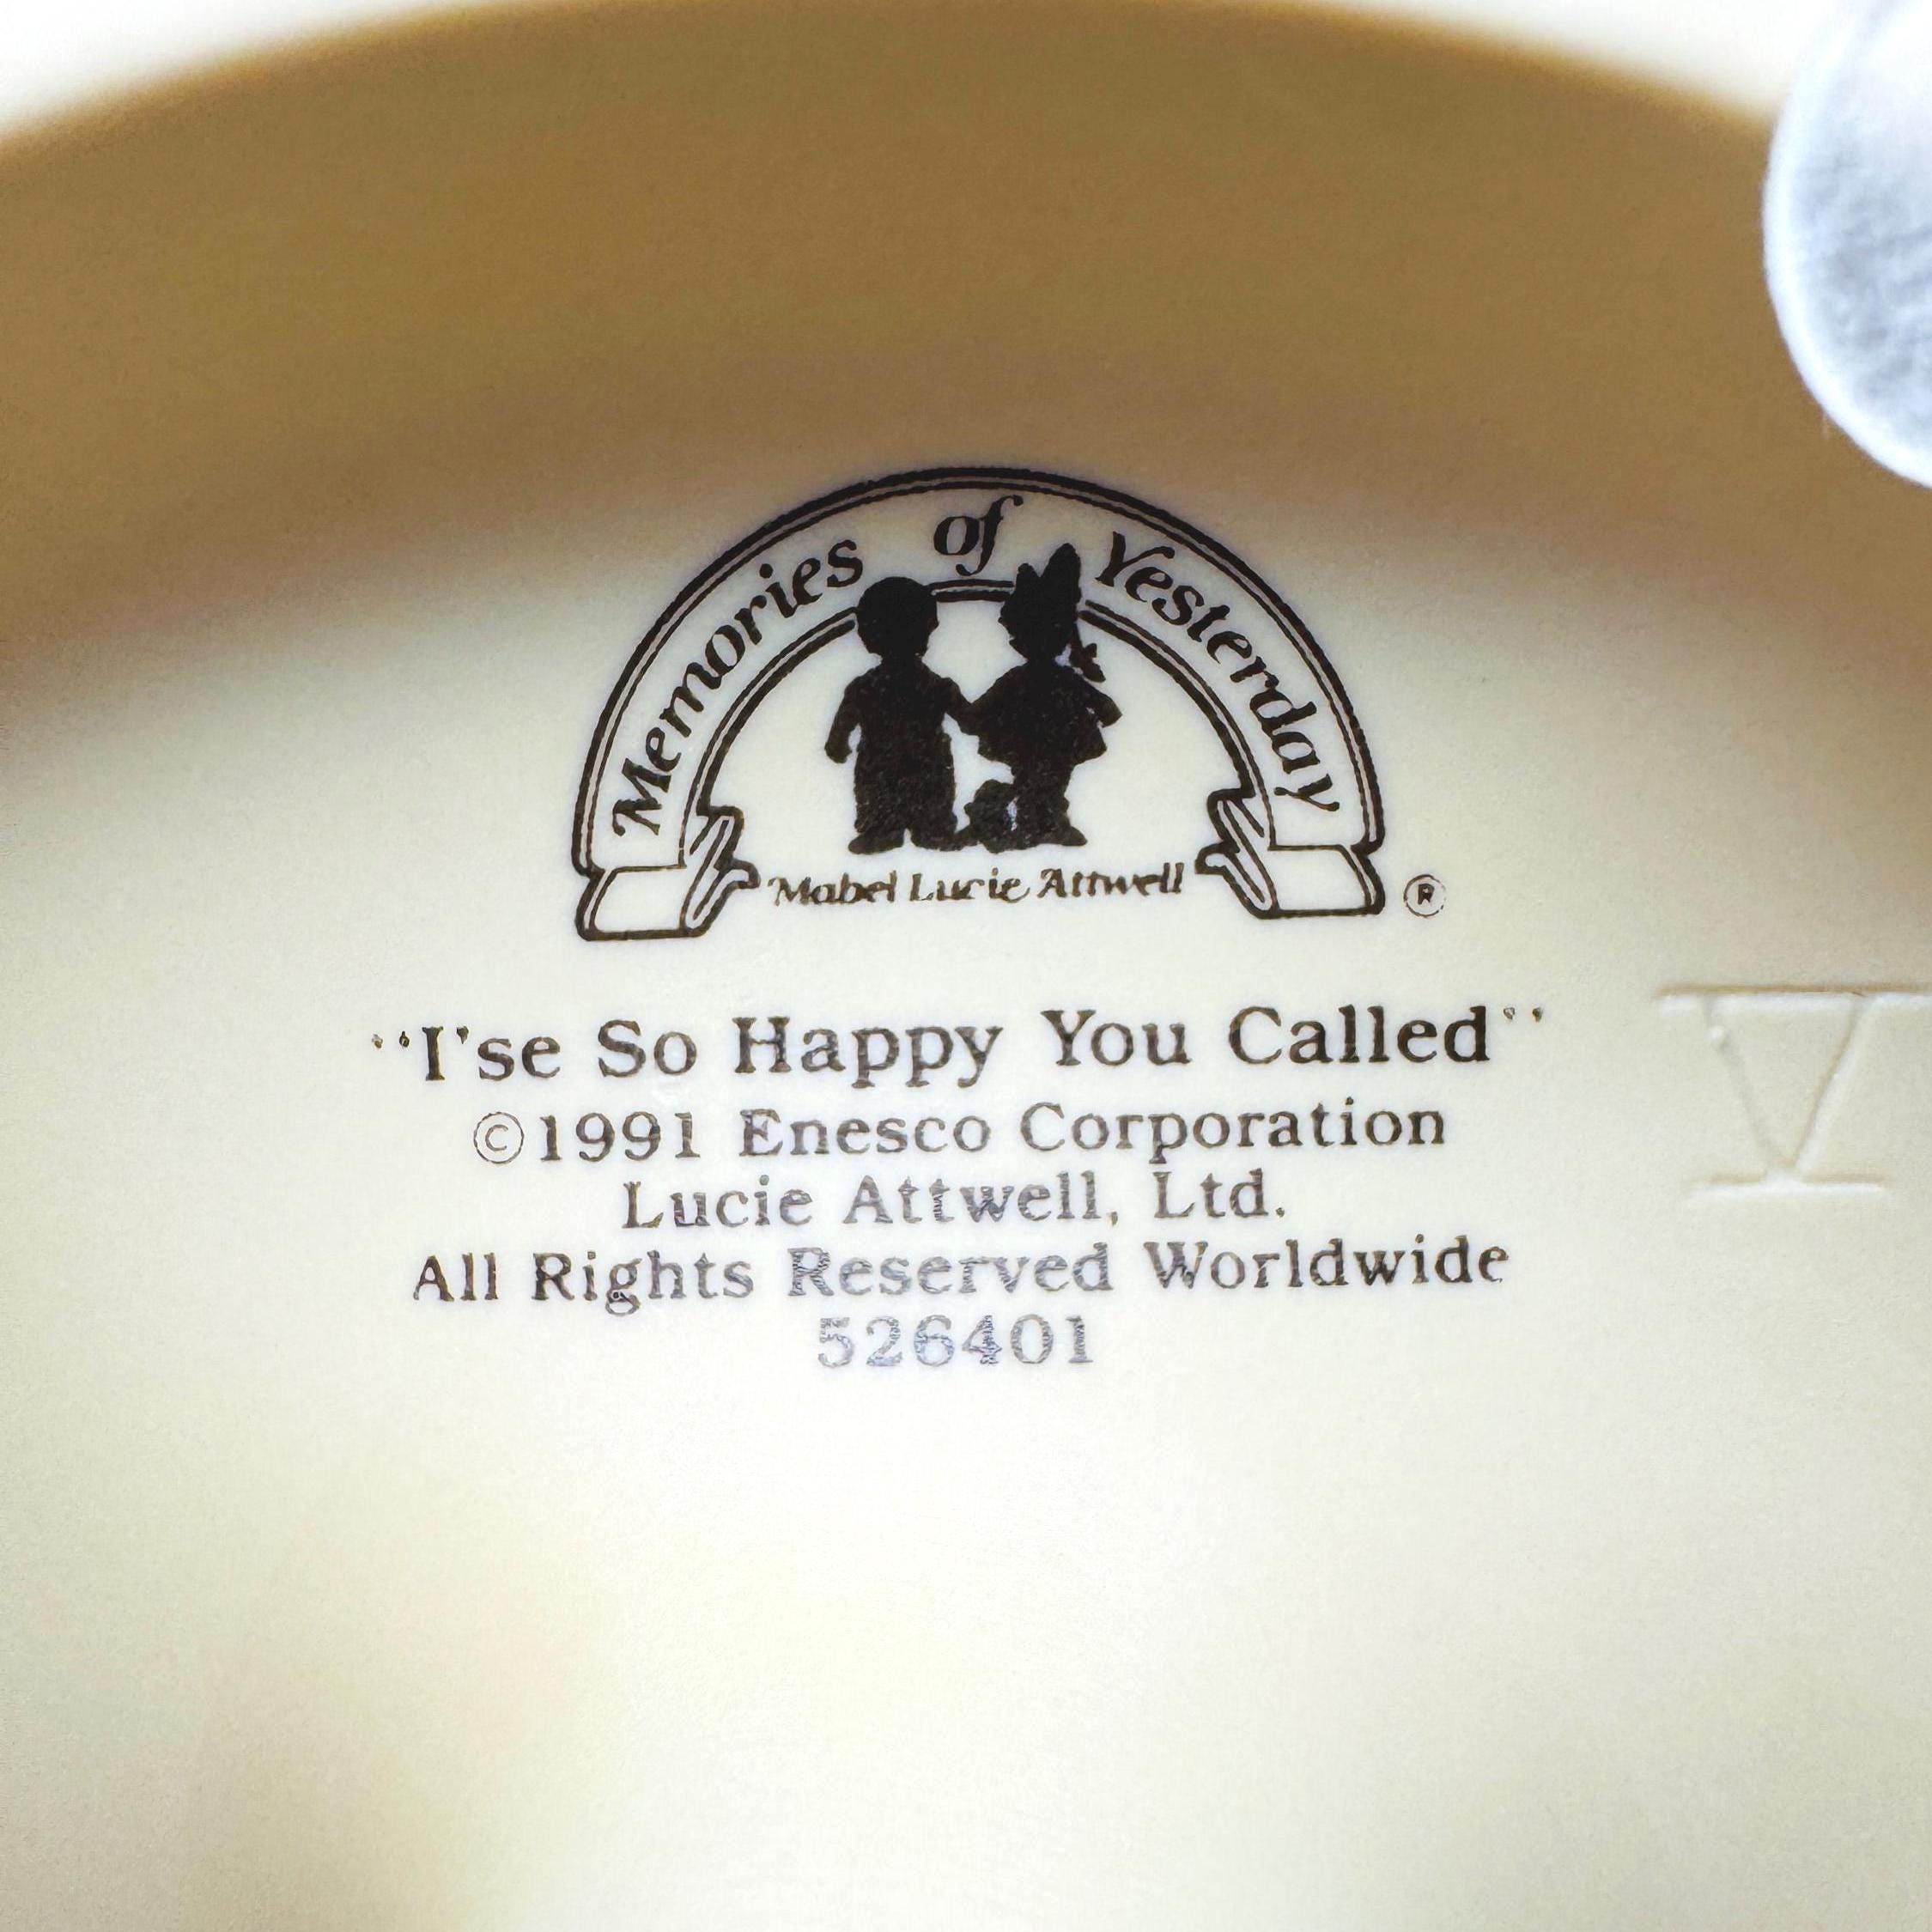 Memories of Yesterday
Mabel Lucie Attwell ®
"I'se So Happy You Called"
©1991 Enesco Corporation
Lucie Attwell, Ltd.
All Rights Reserved Worldwide
526401
V